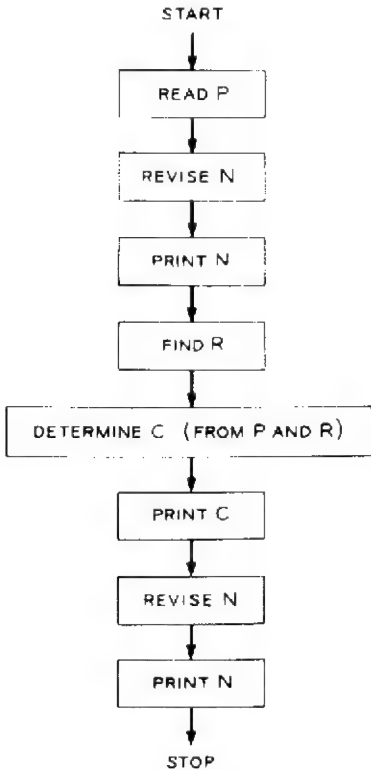 START
READ P
REVISE N
PRINT N
FIND R
DETERMINE C (FROM P AND R)
PRINT C
REVISE N
PRINT N
STOP